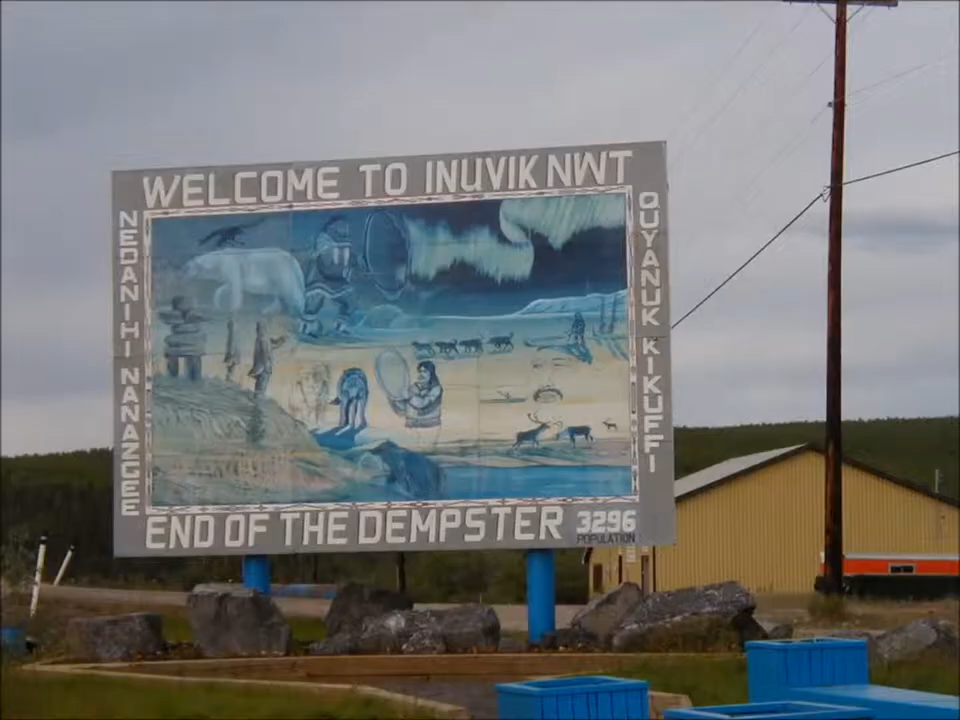 WELCOME TO INUVIK NWT
NEDANIHI NANAZGEE
QUYANUK KIKUFFI
END OF THE DEMPSTER
3296
POPULATION